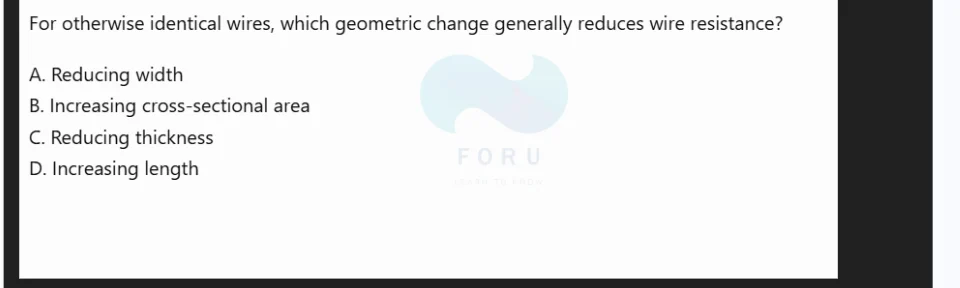 For otherwise identical wires, which geometric change generally reduces wire resistance?
A. Reducing width
B. Increasing cross-sectional area
C. Reducing thickness
D. Increasing length
FORU